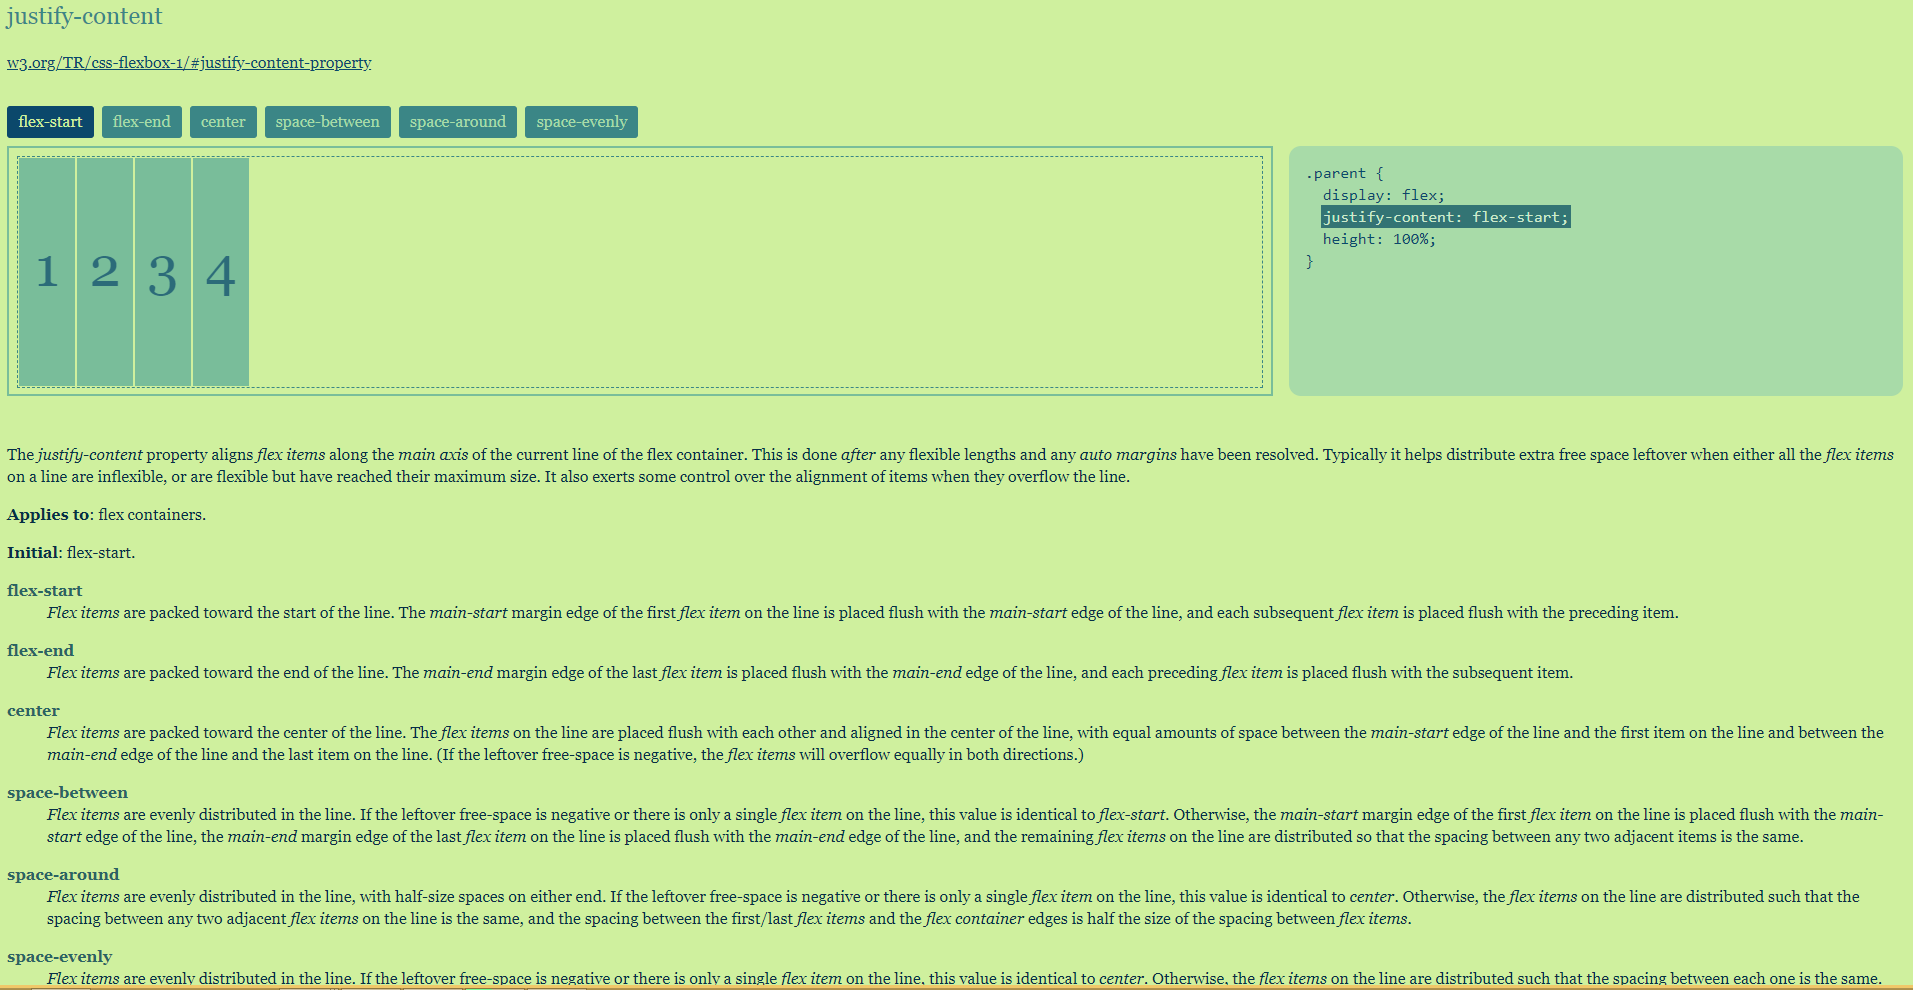 justify-content
w3.org/TR/css-flexbox-1/#justify-content-property
flex-start flex-end center space-between space-around space-evenly
1 2 3 4
.parent {
display: flex;
justify-content: flex-start;
height: 100%;
}
The justify-content property aligns flex items along the main axis of the current line of the flex container. This is done after any flexible lengths and any auto margins have been resolved. Typically it helps distribute extra free space leftover when either all the flex items
on a line are inflexible, or are flexible but have reached their maximum size. It also exerts some control over the alignment of items when they overflow the line.
Applies to: flex containers.
Initial: flex-start.
flex-start
Flex items are packed toward the start of the line. The main-start margin edge of the first flex item on the line is placed flush with the main-start edge of the line, and each subsequent flex item is placed flush with the preceding item.
flex-end
Flex items are packed toward the end of the line. The main-end margin edge of the last flex item is placed flush with the main-end edge of the line, and each preceding flex item is placed flush with the subsequent item.
center
Flex items are packed toward the center of the line. The flex items on the line are placed flush with each other and aligned in the center of the line, with equal amounts of space between the main-start edge of the line and the first item on the line and between the
main-end edge of the line and the last item on the line. (If the leftover free-space is negative, the flex items will overflow equally in both directions.)
space-between
Flex items are evenly distributed in the line. If the leftover free-space is negative or there is only a single flex item on the line, this value is identical to flex-start. Otherwise, the main-start margin edge of the first flex item on the line is placed flush with the main-
start edge of the line, the main-end margin edge of the last flex item on the line is placed flush with the main-end edge of the line, and the remaining flex items on the line are distributed so that the spacing between any two adjacent items is the same.
space-around
Flex items are evenly distributed in the line, with half-size spaces on either end. If the leftover free-space is negative or there is only a single flex item on the line, this value is identical to center. Otherwise, the flex items on the line are distributed such that the
spacing between any two adjacent flex items on the line is the same, and the spacing between the first/last flex items and the flex container edges is half the size of the spacing between flex items.
space-evenly
Flex items are evenly distributed in the line. If the leftover free-space is negative or there is only a single flex item on the line, this value is identical to center. Otherwise, the flex items on the line are distributed such that the spacing between each one is the same.